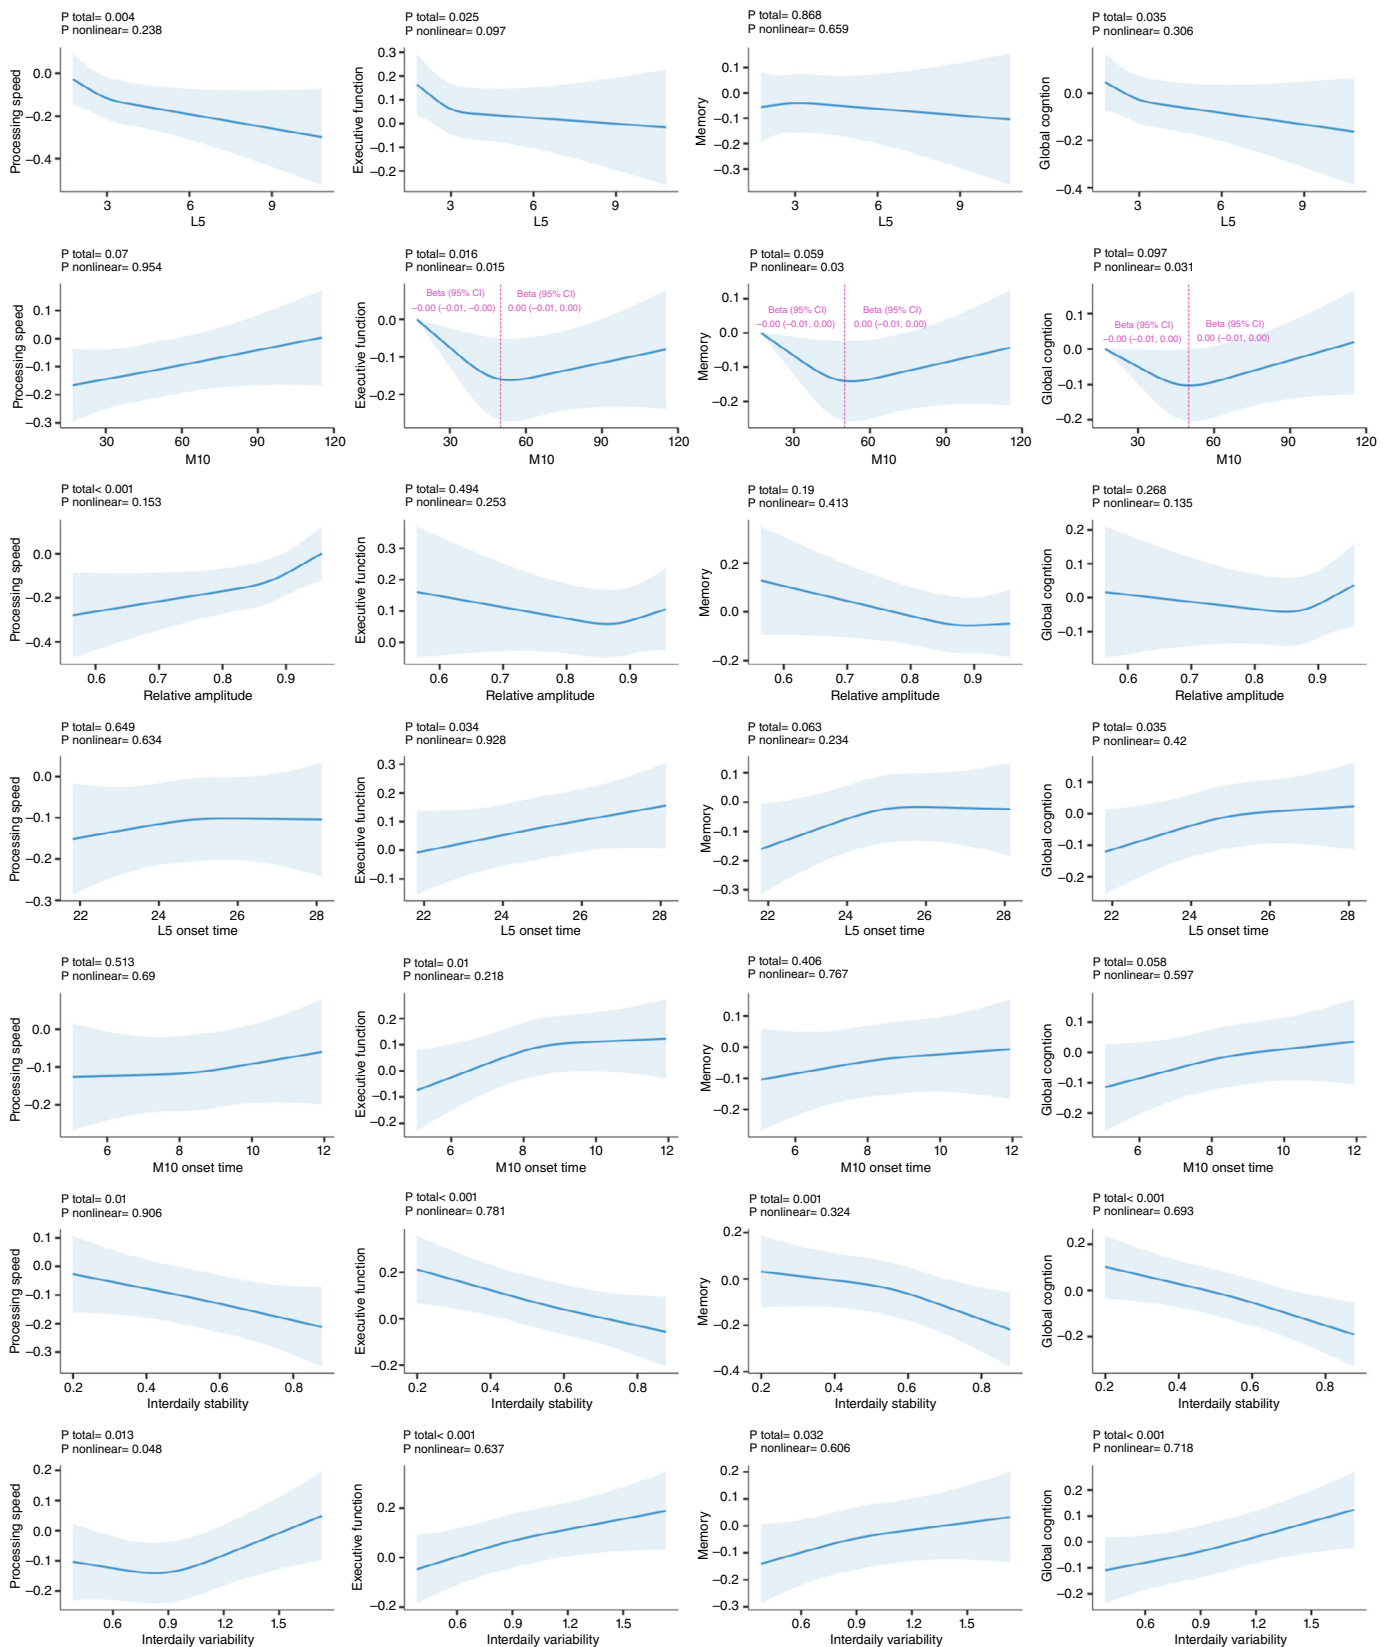 P total= 0.004
P nonlinear= 0.238
Processing speed
0.0
−0.2
−0.4
3 6 9
L5
P total= 0.025
P nonlinear= 0.097
Executive function
0.3
0.2
0.1
0.0
−0.1
−0.2
3 6 9
L5
P total= 0.868
P nonlinear= 0.659
Memory
0.1
0.0
−0.1
−0.2
−0.3
3 6 9
L5
P total= 0.035
P nonlinear= 0.306
Global cogntion
0.0
−0.2
−0.4
3 6 9
L5
P total= 0.07
P nonlinear= 0.954
Processing speed
0.1
0.0
−0.1
−0.2
−0.3
30 60 90 120
M10
P total= 0.016
P nonlinear= 0.015
Beta (95% CI) Beta (95% CI)
−0.00 (−0.01, −0.00) 0.00 (−0.01, 0.00)
Executive function
0.0
−0.1
−0.2
30 60 90 120
M10
P total= 0.059
P nonlinear= 0.03
Beta (95% CI) Beta (95% CI)
−0.00 (−0.01, 0.00) 0.00 (−0.01, 0.00)
Memory
0.1
0.0
−0.1
−0.2
30 60 90 120
M10
P total= 0.097
P nonlinear= 0.031
Beta (95% CI) Beta (95% CI)
−0.00 (−0.01, 0.00) 0.00 (−0.01, 0.00)
Global cogntion
0.1
0.0
−0.1
−0.2
30 60 90 120
M10
P total< 0.001
P nonlinear= 0.153
Processing speed
0.0
−0.2
−0.4
0.6 0.7 0.8 0.9
Relative amplitude
P total= 0.494
P nonlinear= 0.253
Executive function
0.3
0.2
0.1
0.0
0.6 0.7 0.8 0.9
Relative amplitude
P total= 0.19
P nonlinear= 0.413
Memory
0.2
0.0
−0.2
0.6 0.7 0.8 0.9
Relative amplitude
P total= 0.268
P nonlinear= 0.135
Global cogntion
0.2
0.1
0.0
−0.1
0.6 0.7 0.8 0.9
Relative amplitude
P total= 0.649
P nonlinear= 0.634
Processing speed
0.0
−0.1
−0.2
−0.3
22 24 26 28
L5 onset time
P total= 0.034
P nonlinear= 0.928
Executive function
0.3
0.2
0.1
0.0
−0.1
22 24 26 28
L5 onset time
P total= 0.063
P nonlinear= 0.234
Memory
0.1
0.0
−0.1
−0.2
−0.3
22 24 26 28
L5 onset time
P total= 0.035
P nonlinear= 0.42
Global cogntion
0.1
0.0
−0.1
−0.2
22 24 26 28
L5 onset time
P total= 0.513
P nonlinear= 0.69
Processing speed
0.0
−0.1
−0.2
6 8 10 12
M10 onset time
P total= 0.01
P nonlinear= 0.218
Executive function
0.2
0.1
0.0
−0.1
−0.2
6 8 10 12
M10 onset time
P total= 0.406
P nonlinear= 0.767
Memory
0.1
0.0
−0.1
−0.2
6 8 10 12
M10 onset time
P total= 0.058
P nonlinear= 0.597
Global cogntion
0.1
0.0
−0.1
−0.2
6 8 10 12
M10 onset time
P total= 0.01
P nonlinear= 0.906
Processing speed
0.1
0.0
−0.1
−0.2
−0.3
0.2 0.4 0.6 0.8
Interdaily stability
P total< 0.001
P nonlinear= 0.781
Executive function
0.2
0.0
−0.2
0.2 0.4 0.6 0.8
Interdaily stability
P total= 0.001
P nonlinear= 0.324
Memory
0.2
0.0
−0.2
−0.4
0.2 0.4 0.6 0.8
Interdaily stability
P total< 0.001
P nonlinear= 0.693
Global cogntion
0.2
0.0
−0.2
0.2 0.4 0.6 0.8
Interdaily stability
P total= 0.013
P nonlinear= 0.048
Processing speed
0.2
0.1
0.0
−0.1
−0.2
0.6 0.9 1.2 1.5
Interdaily variability
P total< 0.001
P nonlinear= 0.637
Executive function
0.2
0.0
−0.2
0.6 0.9 1.2 1.5
Interdaily variability
P total= 0.032
P nonlinear= 0.606
Memory
0.2
0.1
0.0
−0.1
−0.2
−0.3
0.6 0.9 1.2 1.5
Interdaily variability
P total< 0.001
P nonlinear= 0.718
Global cogntion
0.2
0.1
0.0
−0.1
−0.2
0.6 0.9 1.2 1.5
Interdaily variability